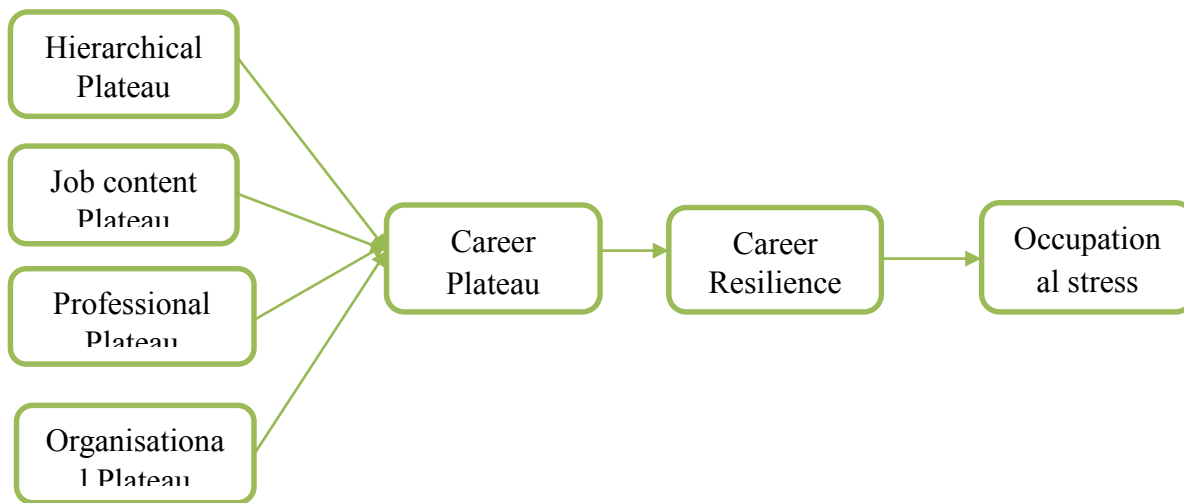 Hierarchical
Plateau
Job content
Plateau
Professional
Plateau
Organisationa
l Plateau
Career
Plateau
Career
Resilience
Occupation
al stress